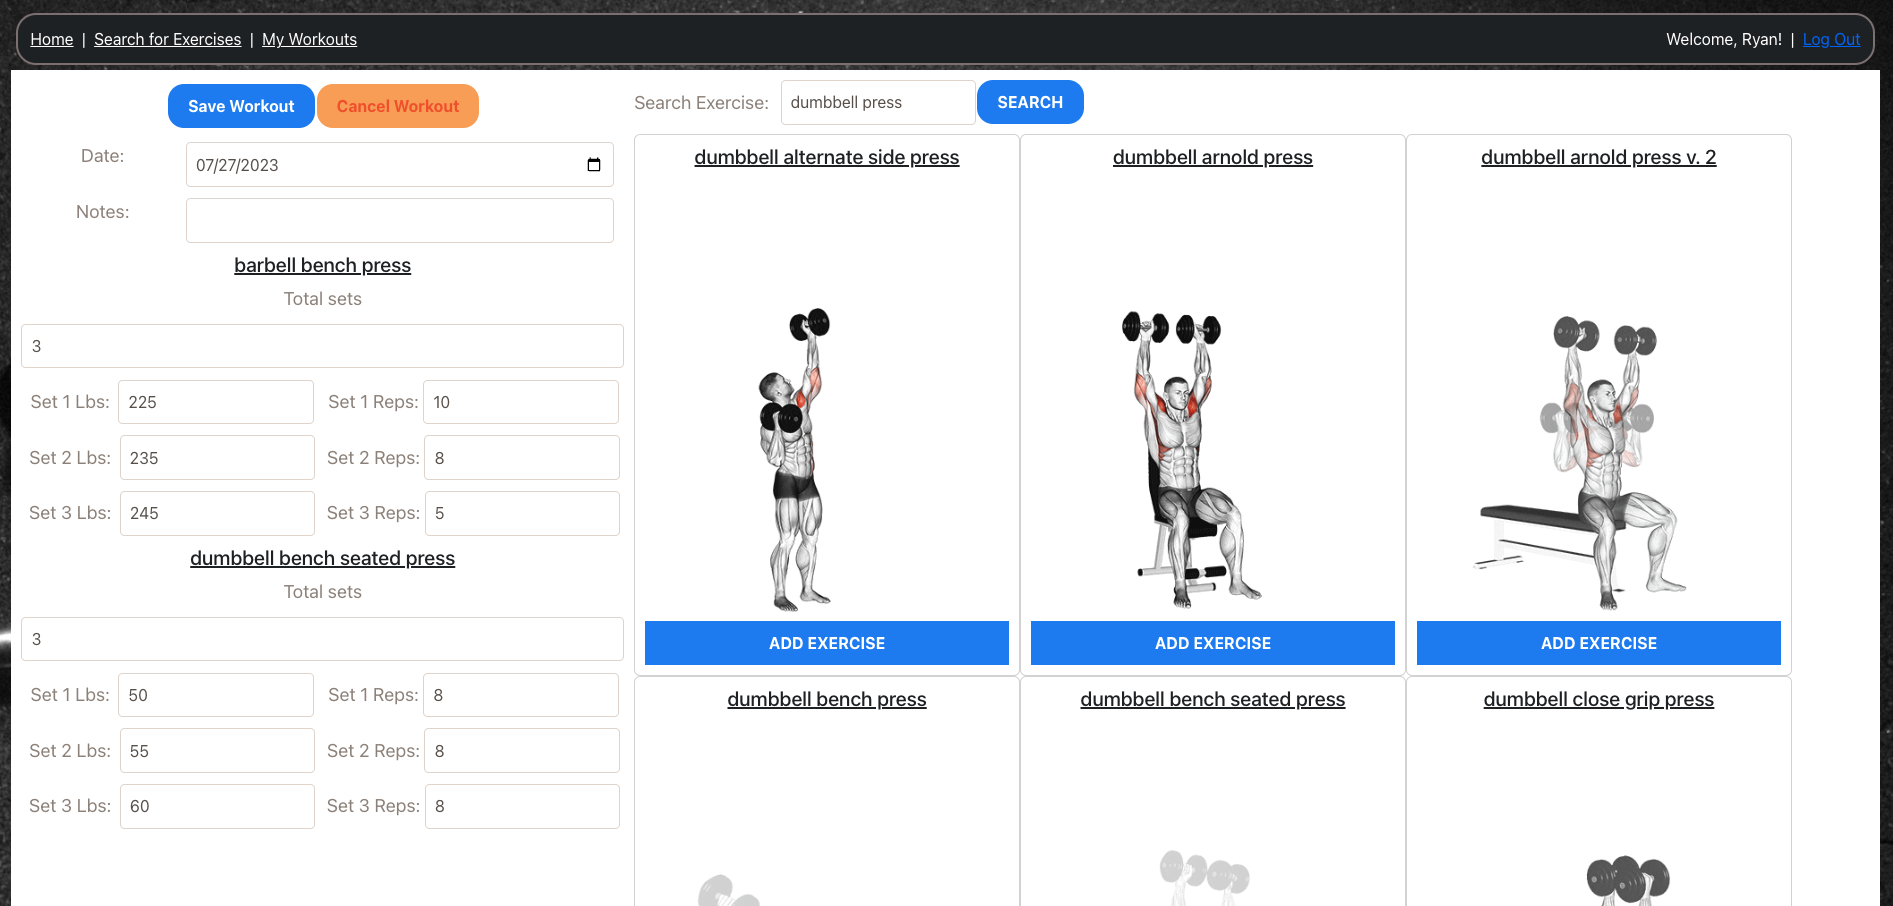 Home | Search for Exercises | My Workouts
Welcome, Ryan! | Log Out
Save Workout Cancel Workout
Date: 07/27/2023
Notes:
barbell bench press
Total sets
3
Set 1 Lbs: 225 Set 1 Reps: 10
Set 2 Lbs: 235 Set 2 Reps: 8
Set 3 Lbs: 245 Set 3 Reps: 5
dumbbell bench seated press
Total sets
3
Set 1 Lbs: 50 Set 1 Reps: 8
Set 2 Lbs: 55 Set 2 Reps: 8
Set 3 Lbs: 60 Set 3 Reps: 8
Search Exercise: dumbbell press SEARCH
dumbbell alternate side press
ADD EXERCISE
dumbbell arnold press
ADD EXERCISE
dumbbell arnold press v. 2
ADD EXERCISE
dumbbell bench press
dumbbell bench seated press
dumbbell close grip press